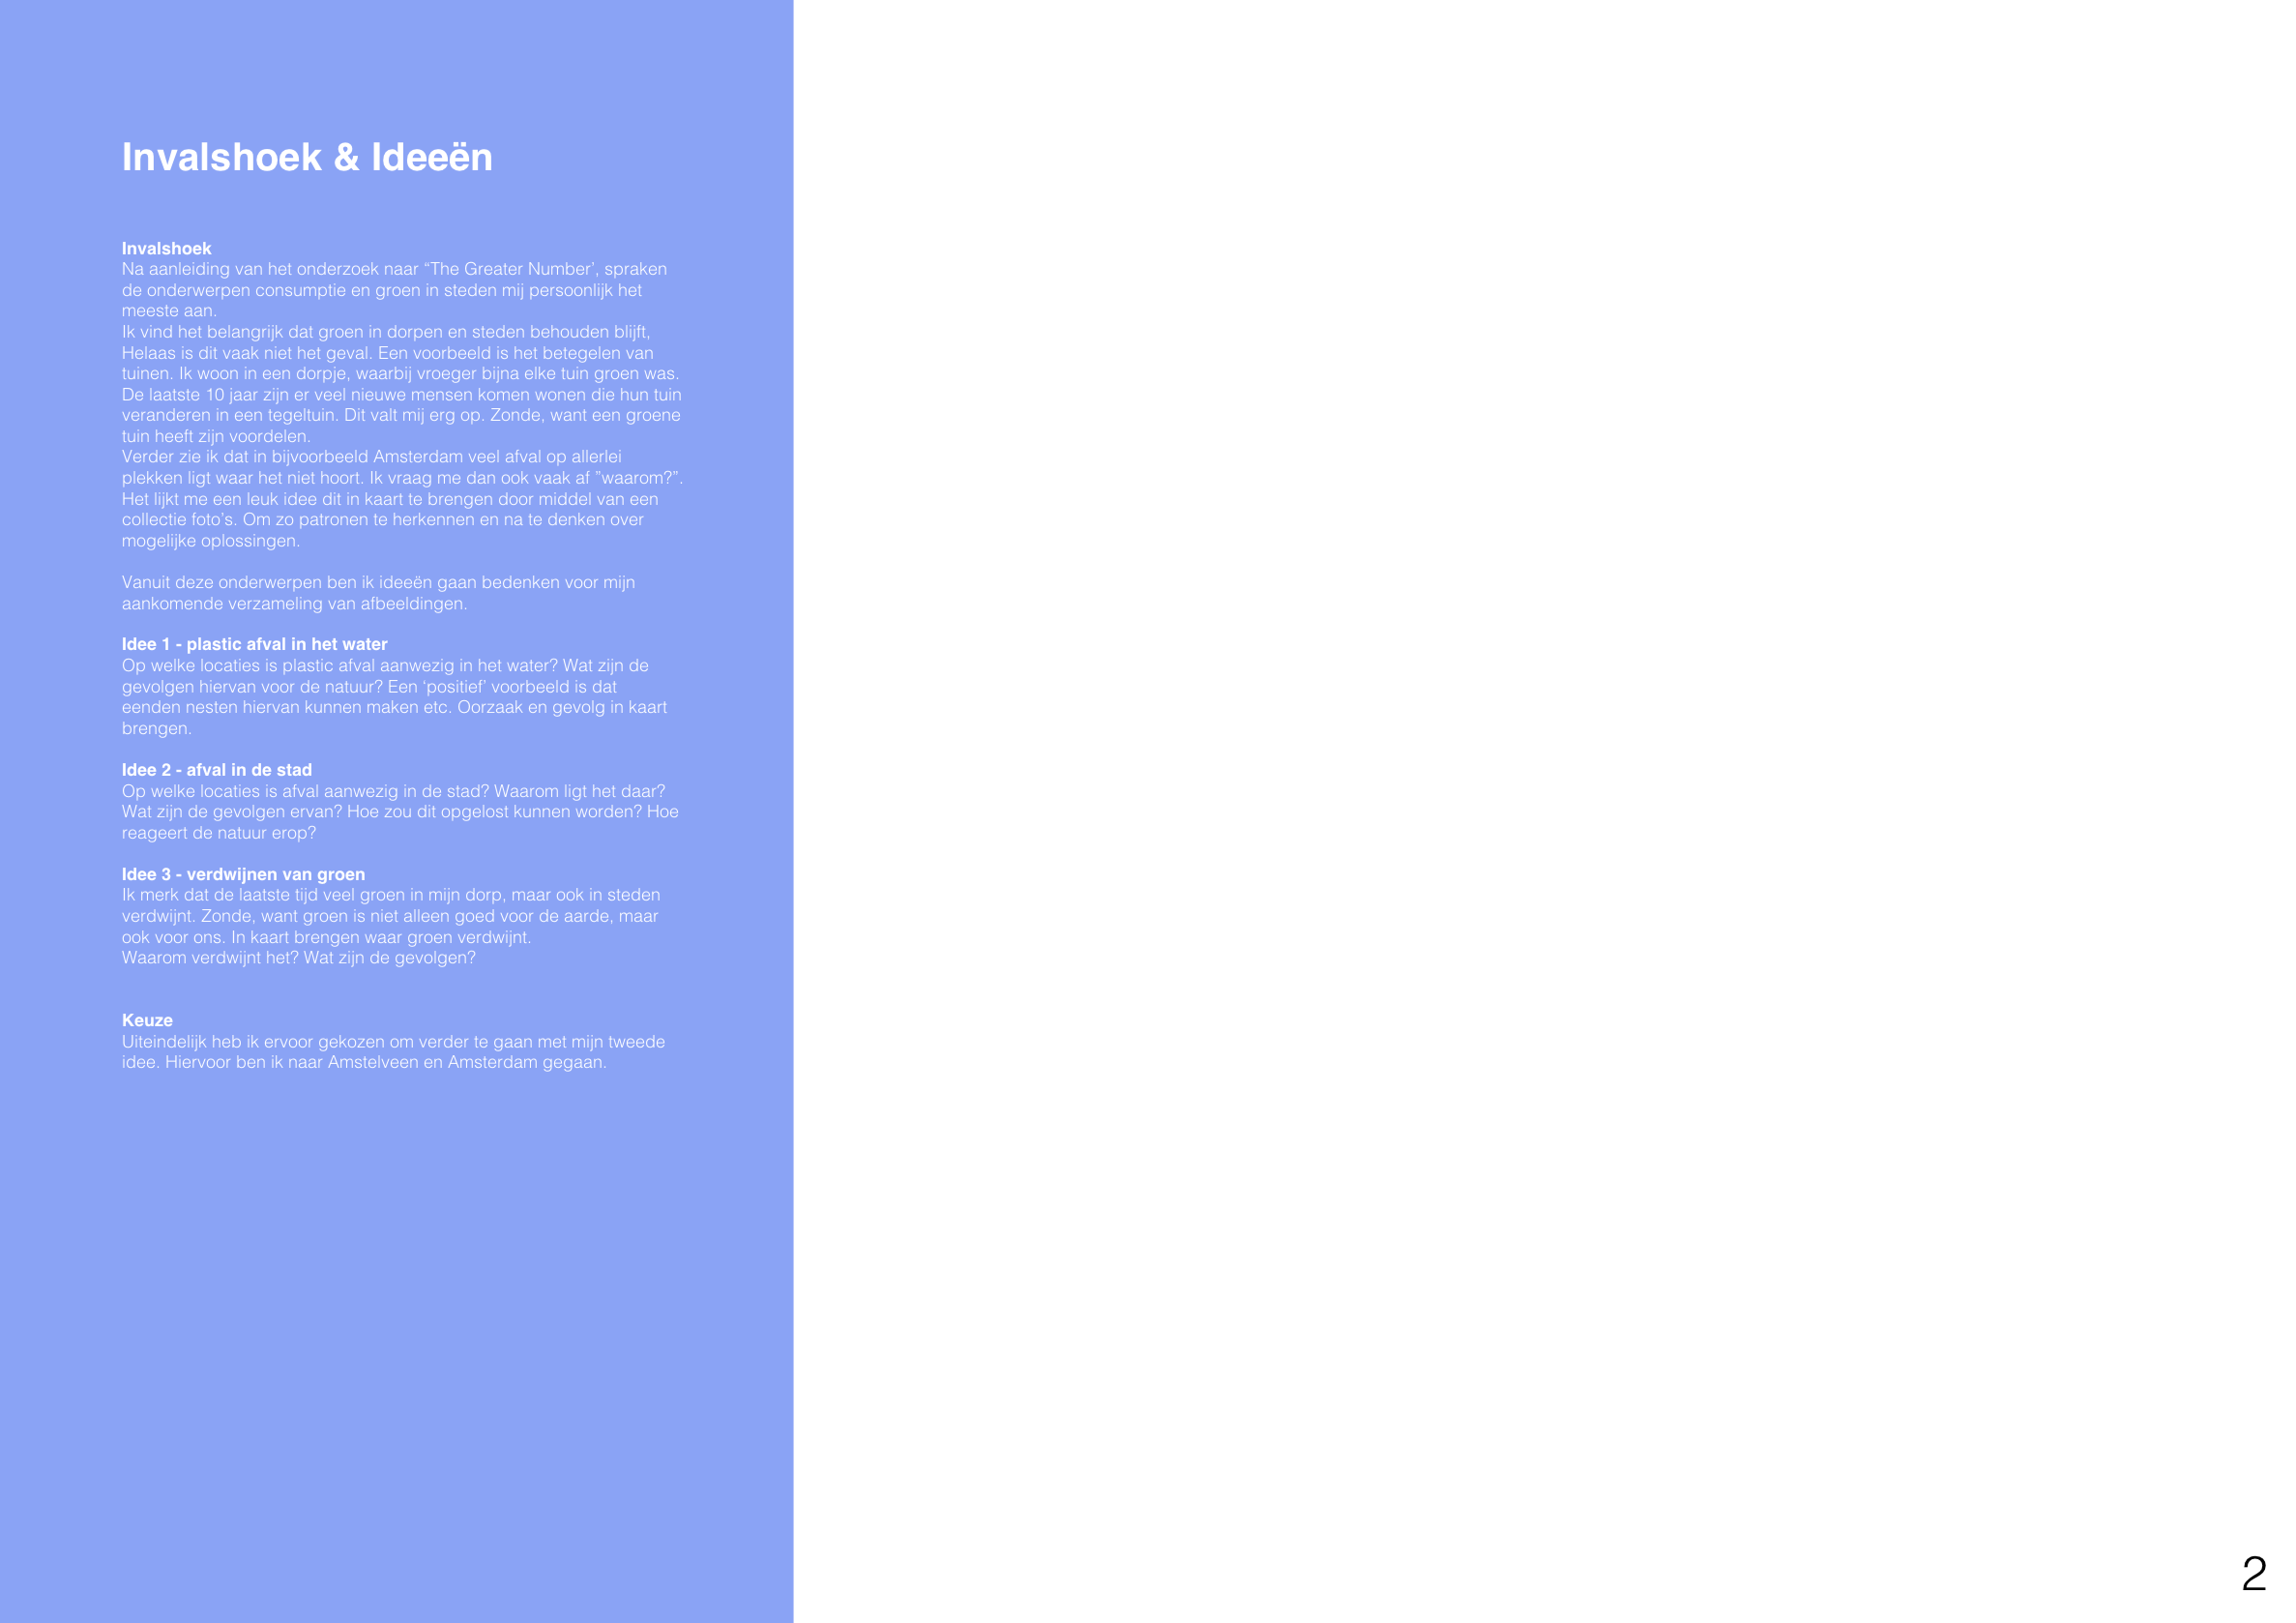 Invalshoek & Ideeën
Invalshoek
Na aanleiding van het onderzoek naar “The Greater Number’, spraken
de onderwerpen consumptie en groen in steden mij persoonlijk het
meeste aan.
Ik vind het belangrijk dat groen in dorpen en steden behouden blijft,
Helaas is dit vaak niet het geval. Een voorbeeld is het betegelen van
tuinen. Ik woon in een dorpje, waarbij vroeger bijna elke tuin groen was.
De laatste 10 jaar zijn er veel nieuwe mensen komen wonen die hun tuin
veranderen in een tegeltuin. Dit valt mij erg op. Zonde, want een groene
tuin heeft zijn voordelen.
Verder zie ik dat in bijvoorbeeld Amsterdam veel afval op allerlei
plekken ligt waar het niet hoort. Ik vraag me dan ook vaak af ”waarom?”.
Het lijkt me een leuk idee dit in kaart te brengen door middel van een
collectie foto’s. Om zo patronen te herkennen en na te denken over
mogelijke oplossingen.
Vanuit deze onderwerpen ben ik ideeën gaan bedenken voor mijn
aankomende verzameling van afbeeldingen.
Idee 1 - plastic afval in het water
Op welke locaties is plastic afval aanwezig in het water? Wat zijn de
gevolgen hiervan voor de natuur? Een ‘positief’ voorbeeld is dat
eenden nesten hiervan kunnen maken etc. Oorzaak en gevolg in kaart
brengen.
Idee 2 - afval in de stad
Op welke locaties is afval aanwezig in de stad? Waarom ligt het daar?
Wat zijn de gevolgen ervan? Hoe zou dit opgelost kunnen worden? Hoe
reageert de natuur erop?
Idee 3 - verdwijnen van groen
Ik merk dat de laatste tijd veel groen in mijn dorp, maar ook in steden
verdwijnt. Zonde, want groen is niet alleen goed voor de aarde, maar
ook voor ons. In kaart brengen waar groen verdwijnt.
Waarom verdwijnt het? Wat zijn de gevolgen?
Keuze
Uiteindelijk heb ik ervoor gekozen om verder te gaan met mijn tweede
idee. Hiervoor ben ik naar Amstelveen en Amsterdam gegaan.
2